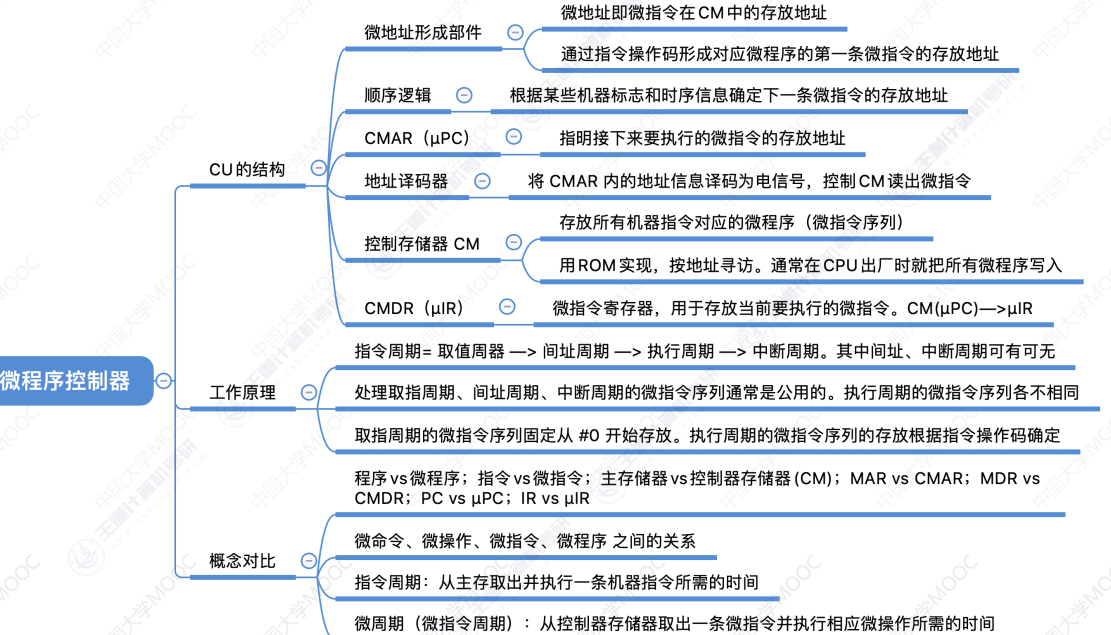 微地址形成部件
微地址即微指令在CM中的存放地址
通过指令操作码形成对应微程序的第一条微指令的存放地址
顺序逻辑
根据某些机器标志和时序信息确定下一条微指令的存放地址
CMAR（μPC）
指明接下来要执行的微指令的存放地址
CU的结构
地址译码器
将 CMAR 内的地址信息译码为电信号，控制CM读出微指令
控制存储器 CM
存放所有机器指令对应的微程序（微指令序列）
用ROM实现，按地址寻访。通常在CPU出厂时就把所有微程序写入
CMDR（μIR）
微指令寄存器，用于存放当前要执行的微指令。CM(μPC)—>μIR
微程序控制器
工作原理
指令周期= 取值周器 —> 间址周期 —> 执行周期 —> 中断周期。其中间址、中断周期可有可无
处理取指周期、间址周期、中断周期的微指令序列通常是公用的。执行周期的微指令序列各不相同
取指周期的微指令序列固定从 #0 开始存放。执行周期的微指令序列的存放根据指令操作码确定
概念对比
程序vs微程序；指令vs微指令；主存储器vs控制器存储器(CM)；MAR vs CMAR；MDR vs
CMDR；PC vs μPC；IR vs μIR
微命令、微操作、微指令、微程序 之间的关系
指令周期：从主存取出并执行一条机器指令所需的时间
微周期（微指令周期）：从控制器存储器取出一条微指令并执行相应微操作所需的时间
中国大学MOOC
王道计算机考研